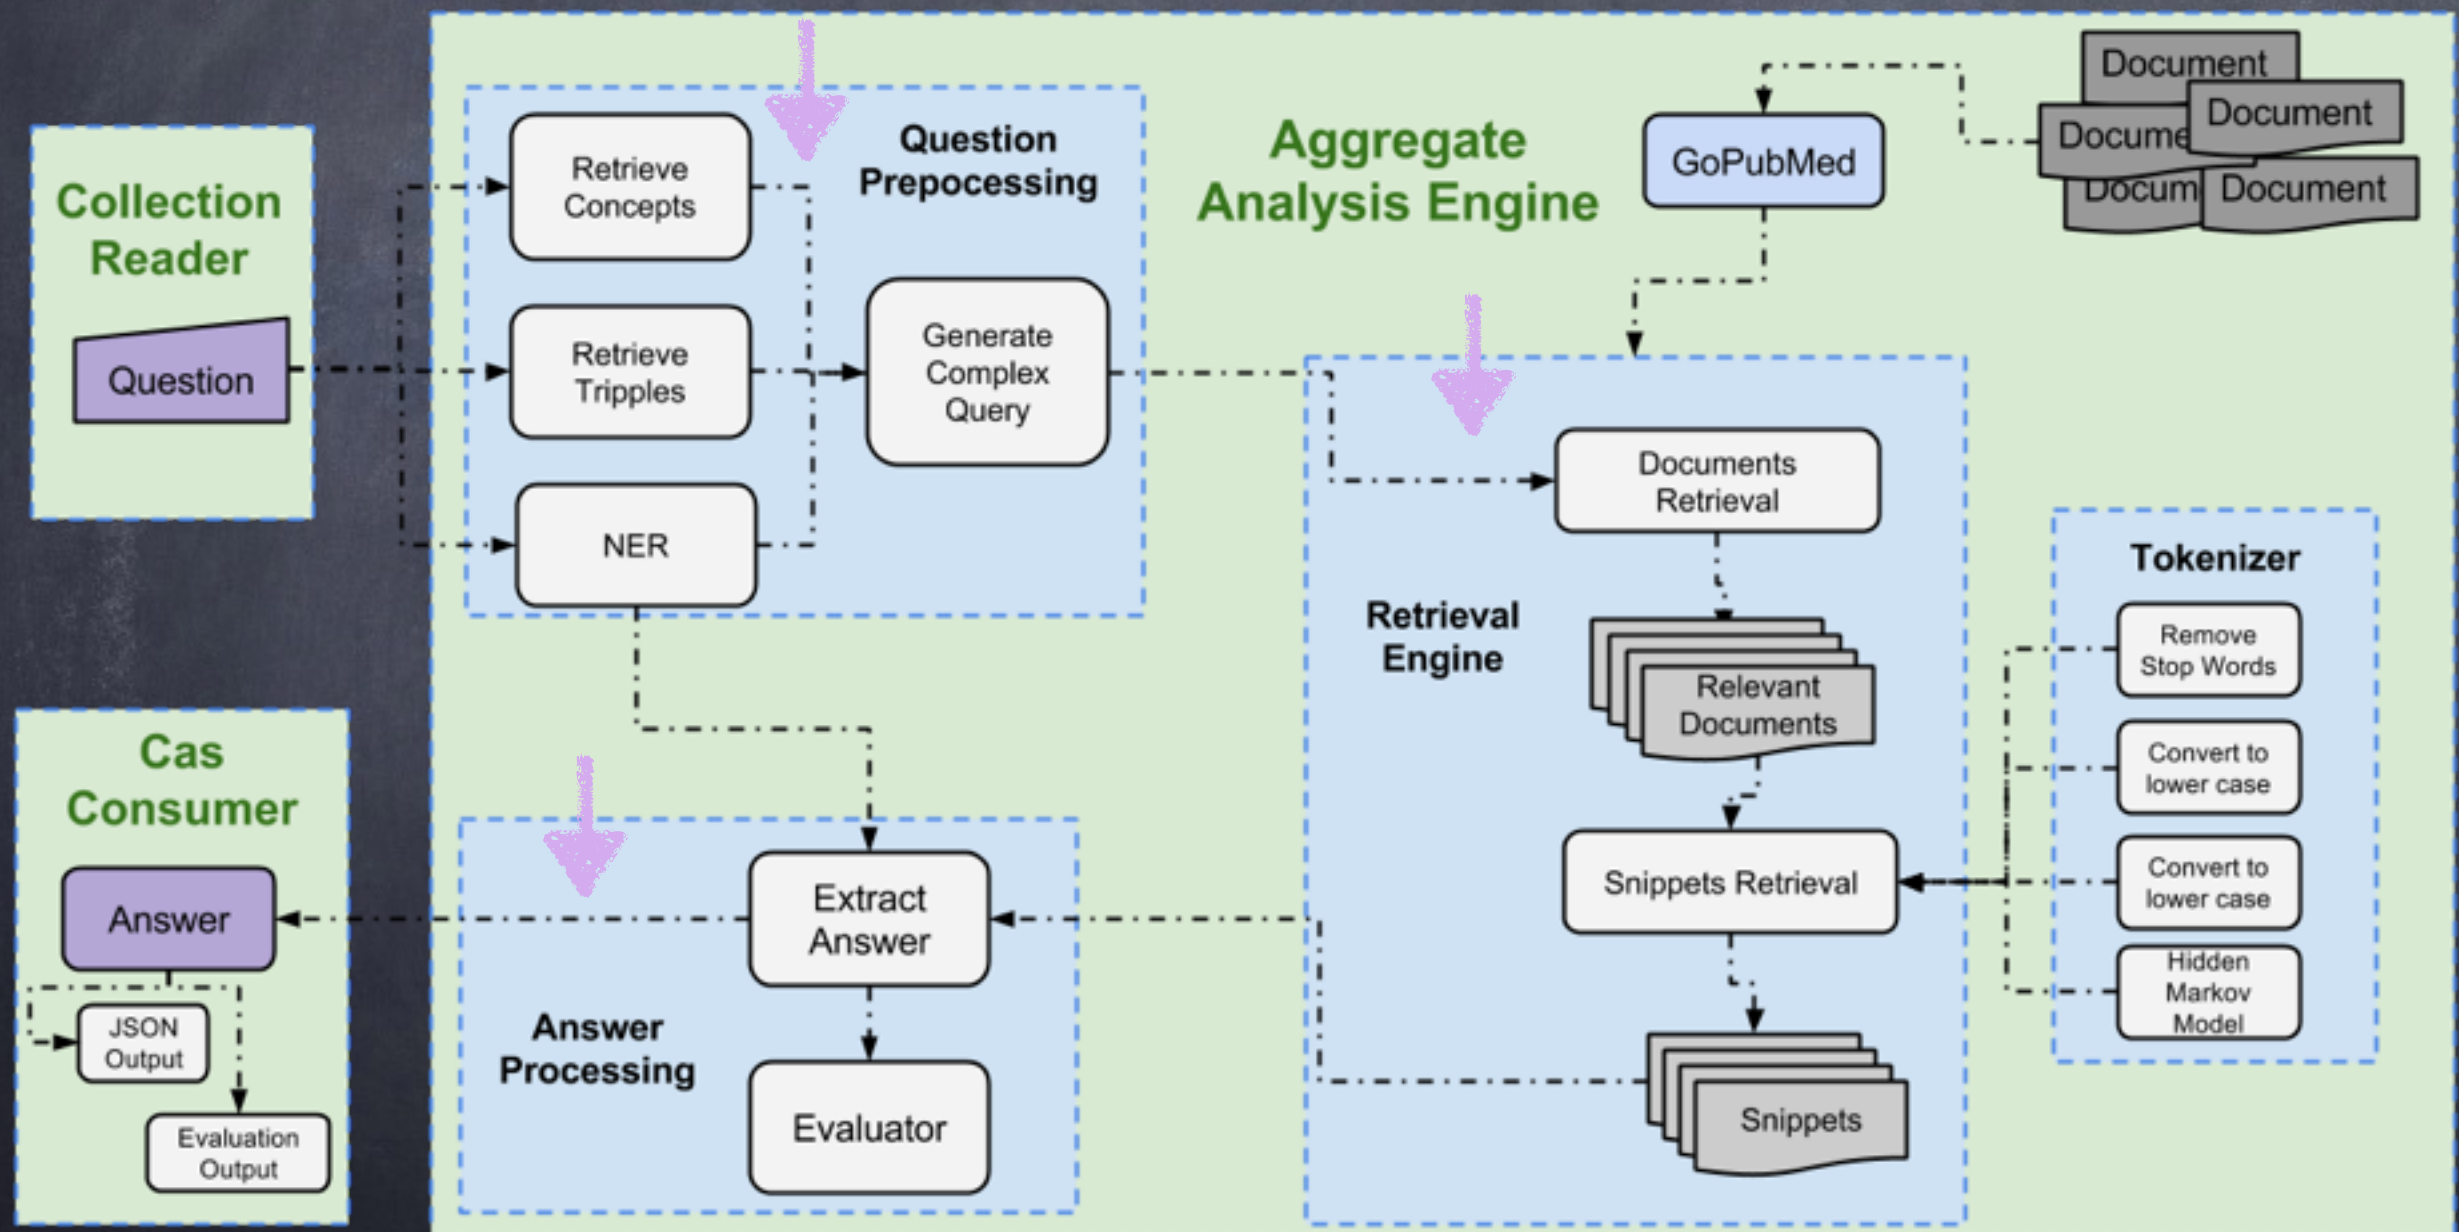 Collection
Reader
Question
Retrieve
Concepts
Retrieve
Tripples
NER
Question
Prepocessing
Generate
Complex
Query
Aggregate
Analysis Engine
GoPubMed
Document
Document
Docume
Docum
Document
Documents
Retrieval
Retrieval
Engine
Relevant
Documents
Snippets Retrieval
Snippets
Tokenizer
Remove
Stop Words
Convert to
lower case
Convert to
lower case
Hidden
Markov
Model
Extract
Answer
Evaluator
Answer
Processing
Cas
Consumer
Answer
JSON
Output
Evaluation
Output